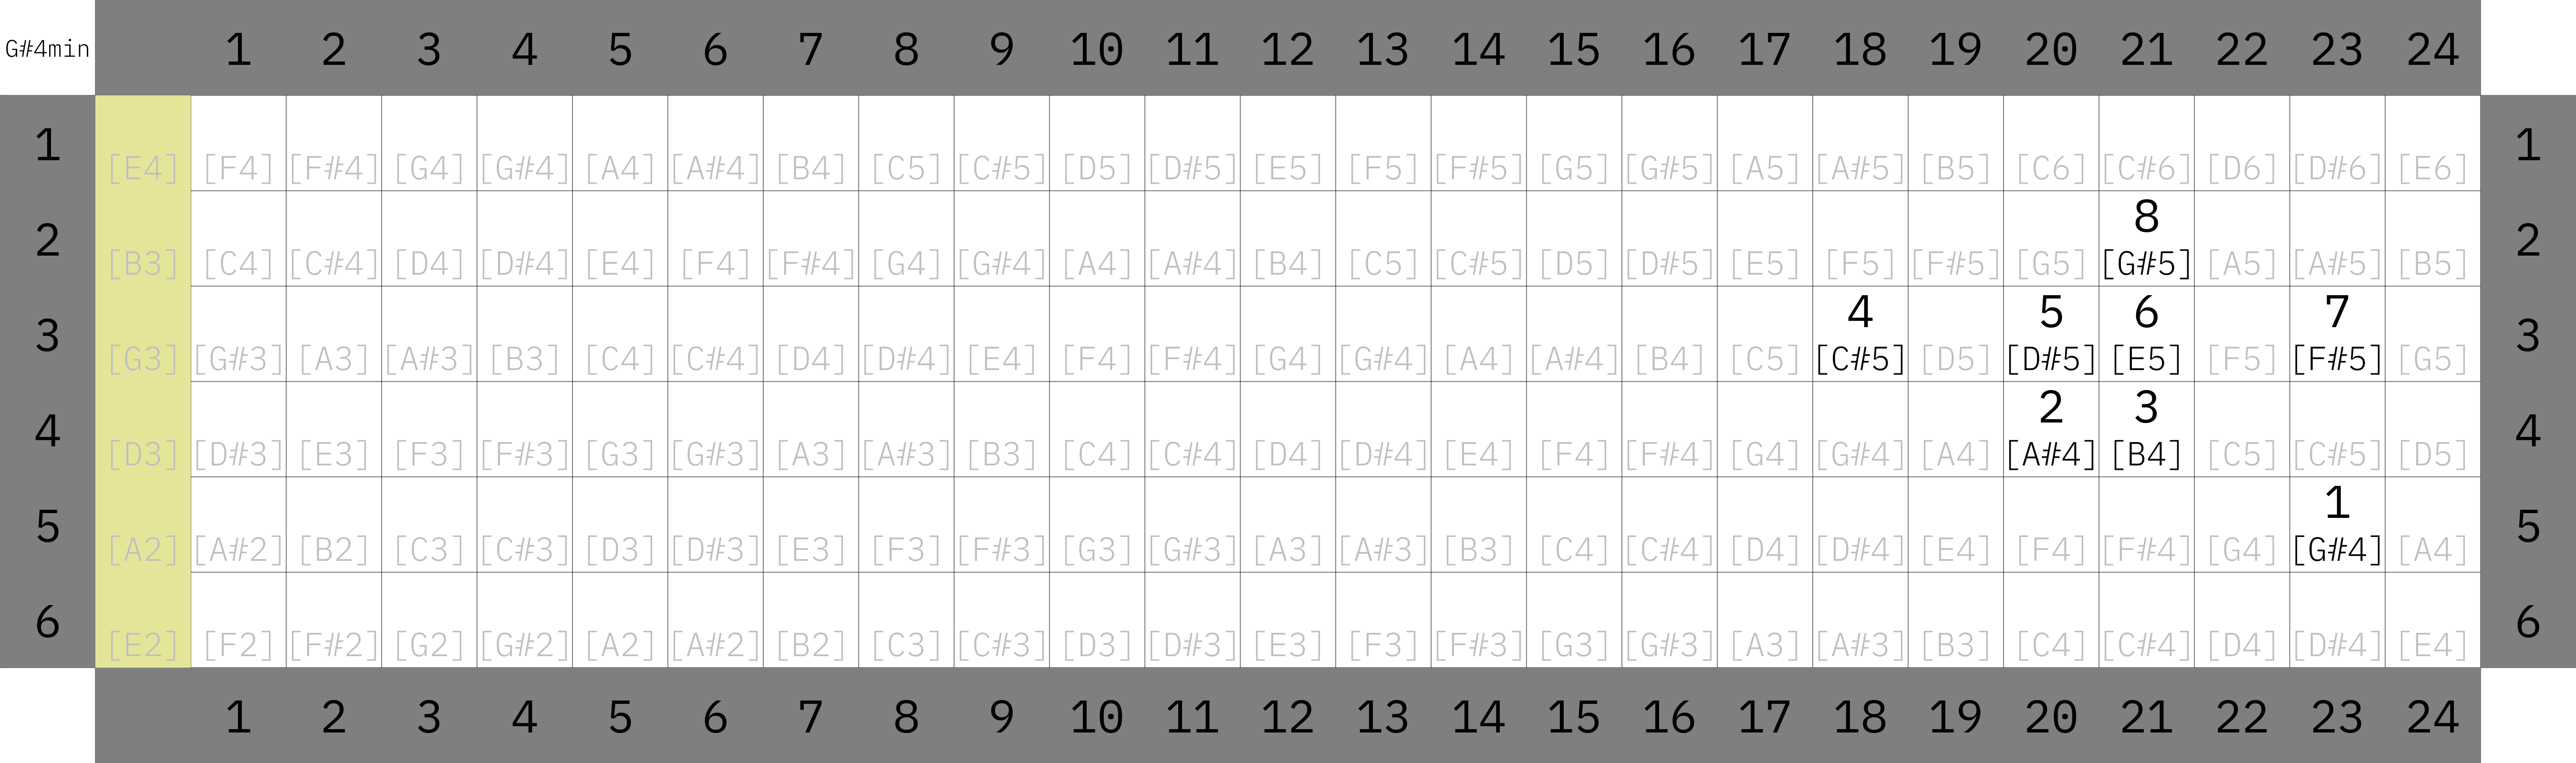 G#4min 1 2 3 4 5 6 7 8 9 10 11 12 13 14 15 16 17 18 19 20 21 22 23 24
1 [E4] [F4] [F#4] [G4] [G#4] [A4] [A#4] [B4] [C5] [C#5] [D5] [D#5] [E5] [F5] [F#5] [G5] [G#5] [A5] [A#5] [B5] [C6] [C#6] [D6] [D#6] [E6] 1
8
2 [B3] [C4] [C#4] [D4] [D#4] [E4] [F4] [F#4] [G4] [G#4] [A4] [A#4] [B4] [C5] [C#5] [D5] [D#5] [E5] [F5] [F#5] [G5] [G#5] [A5] [A#5] [B5] 2
4 5 6 7
3 [G3] [G#3] [A3] [A#3] [B3] [C4] [C#4] [D4] [D#4] [E4] [F4] [F#4] [G4] [G#4] [A4] [A#4] [B4] [C5] [C#5] [D5] [D#5] [E5] [F5] [F#5] [G5] 3
2 3
4 [D3] [D#3] [E3] [F3] [F#3] [G3] [G#3] [A3] [A#3] [B3] [C4] [C#4] [D4] [D#4] [E4] [F4] [F#4] [G4] [G#4] [A4] [A#4] [B4] [C5] [C#5] [D5] 4
1
5 [A2] [A#2] [B2] [C3] [C#3] [D3] [D#3] [E3] [F3] [F#3] [G3] [G#3] [A3] [A#3] [B3] [C4] [C#4] [D4] [D#4] [E4] [F4] [F#4] [G4] [G#4] [A4] 5
6 [E2] [F2] [F#2] [G2] [G#2] [A2] [A#2] [B2] [C3] [C#3] [D3] [D#3] [E3] [F3] [F#3] [G3] [G#3] [A3] [A#3] [B3] [C4] [C#4] [D4] [D#4] [E4] 6
1 2 3 4 5 6 7 8 9 10 11 12 13 14 15 16 17 18 19 20 21 22 23 24